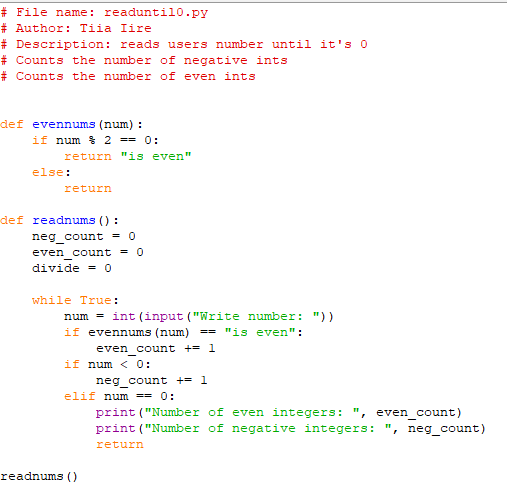 # File name: readuntil0.py
# Author: Tiia Iire
# Description: reads users number until it's 0
# Counts the number of negative ints
# Counts the number of even ints
def evennums(num):
    if num % 2 == 0:
        return "is even"
    else:
        return
def readnums():
    neg_count = 0
    even_count = 0
    divide = 0
    while True:
        num = int(input("Write number: "))
        if evennums(num) == "is even":
            even_count += 1
        if num < 0:
            neg_count += 1
        elif num == 0:
            print("Number of even integers: ", even_count)
            print("Number of negative integers: ", neg_count)
            return
readnums()